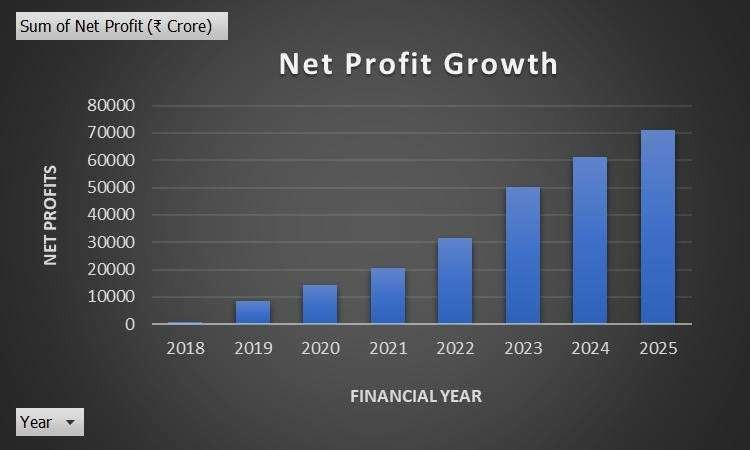 Sum of Net Profit (₹ Crore)
Net Profit Growth
80000
70000
60000
50000
40000
30000
20000
10000
0
NET PROFITS
2018 2019 2020 2021 2022 2023 2024 2025
FINANCIAL YEAR
Year